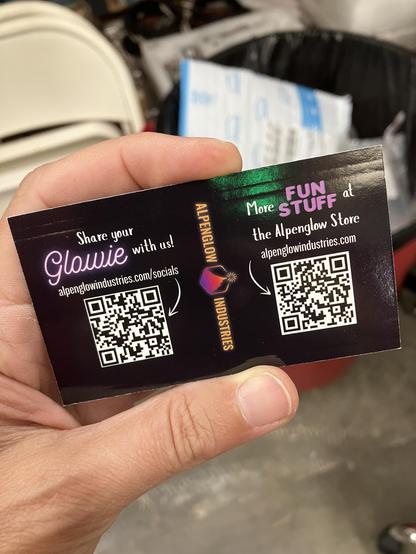 Share your
Glowie with us!
alpenglowindustries.com/socials
ALPENGLOW INDUSTRIES
More FUN STUFF at
the Alpenglow Store
alpenglowindustries.com